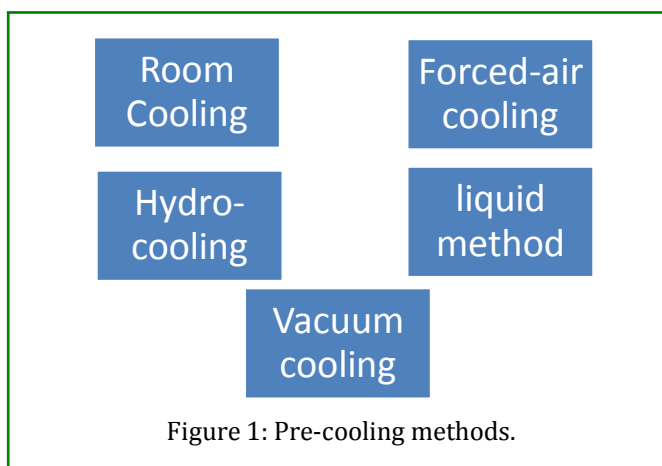 Room
Cooling
Forced-air
cooling
Hydro-
cooling
liquid
method
Vacuum
cooling
Figure 1: Pre-cooling methods.